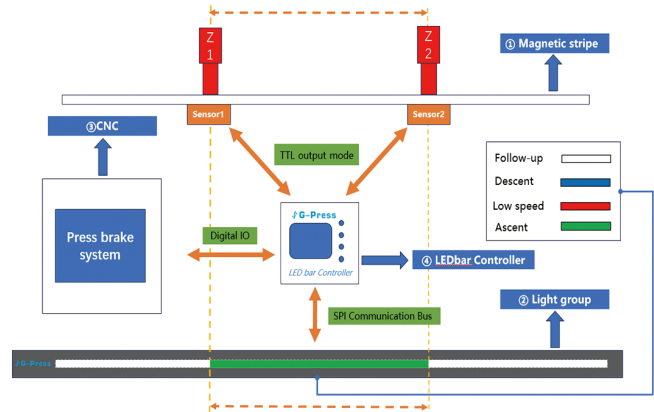 Z
1
Z
2
① Magnetic stripe
Sensor1
Sensor2
③CNC
TTL output mode
Follow-up
Descent
Low speed
Ascent
G-Press
Press brake
system
Digital IO
LED bar Controller
④ LEDbar Controller
SPI Communication Bus
② Light group
G-Press